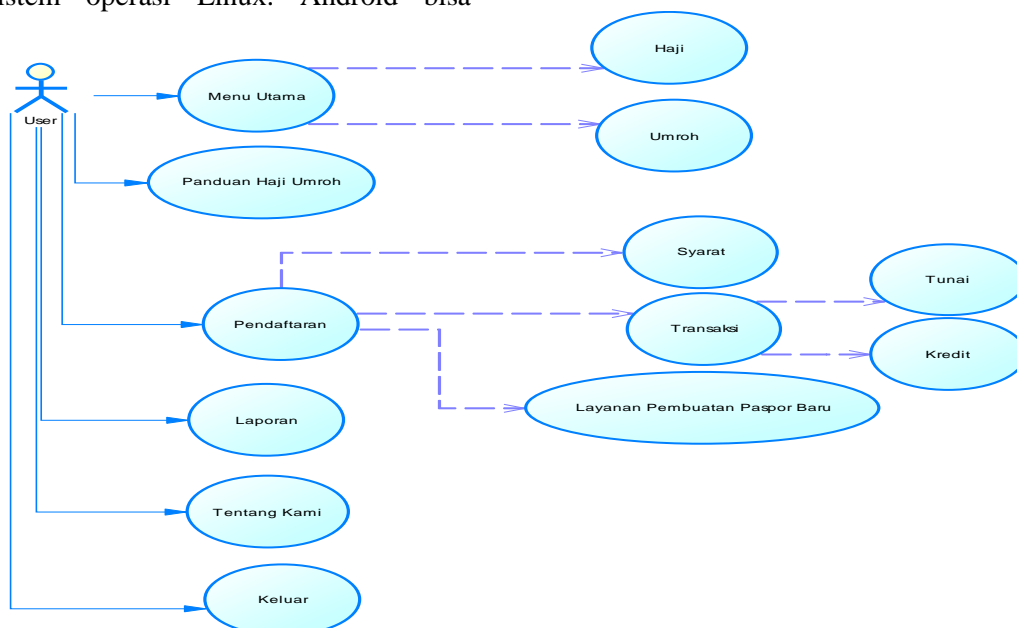 istem operasi Linux. Android bisa
Haji
Menu Utama
User
Umroh
Panduan Haji Umroh
Syarat
Tunai
Pendaftaran
Transaksi
Kredit
Layanan Pembuatan Paspor Baru
Laporan
Tentang Kami
Keluar